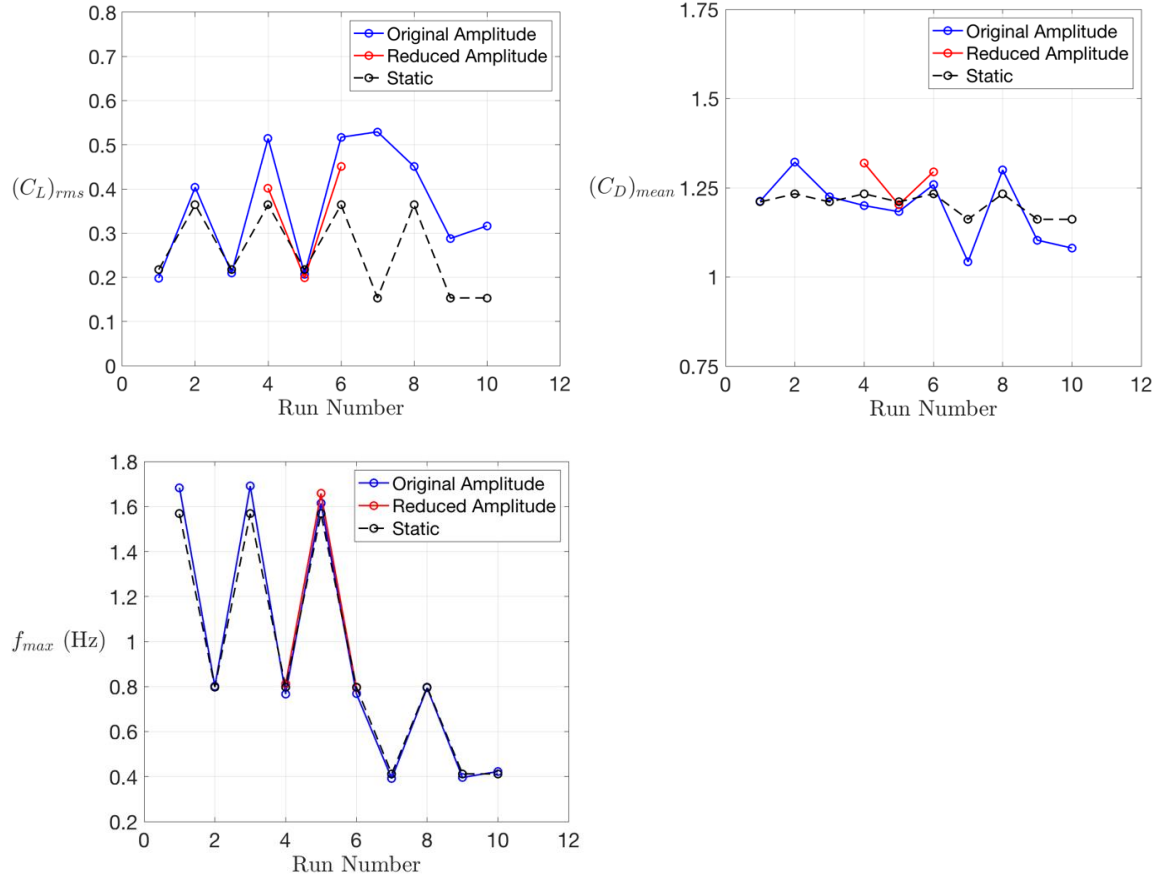 0.8
0.7
0.6
0.5
0.4
0.3
0.2
0.1
0
(C_L)_{rms}
Original Amplitude
Reduced Amplitude
Static
0 2 4 6 8 10 12
Run Number
1.75
1.5
1.25
1
0.75
(C_D)_{mean}
Original Amplitude
Reduced Amplitude
Static
0 2 4 6 8 10 12
Run Number
1.8
1.6
1.4
1.2
1
0.8
0.6
0.4
0.2
f_{max} (Hz)
Original Amplitude
Reduced Amplitude
Static
0 2 4 6 8 10 12
Run Number